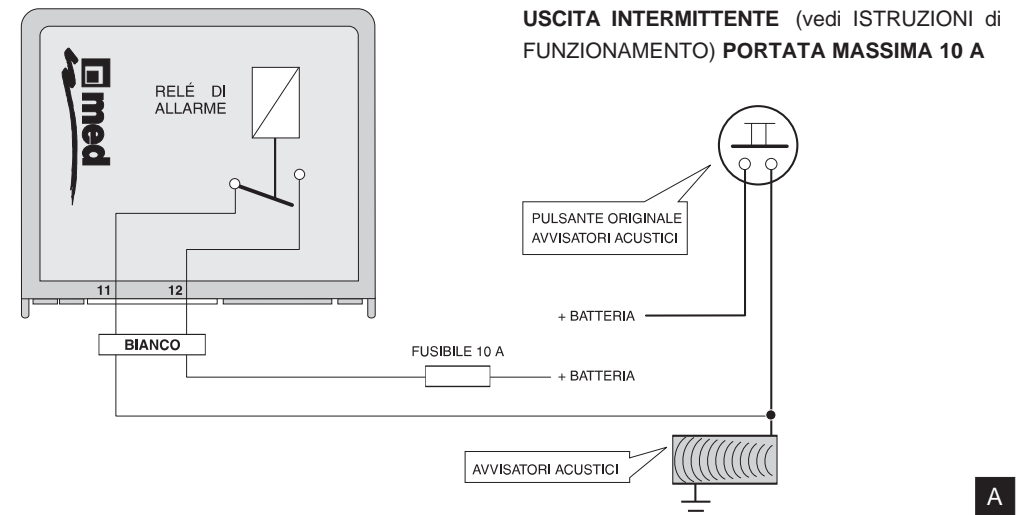 USCITA INTERMITTENTE (vedi ISTRUZIONI di
FUNZIONAMENTO) PORTATA MASSIMA 10 A
med
RELÉ DI
ALLARME
11
12
BIANCO
PULSANTE ORIGINALE
AVVISATORI ACUSTICI
+ BATTERIA
FUSIBILE 10 A
+ BATTERIA
AVVISATORI ACUSTICI
A